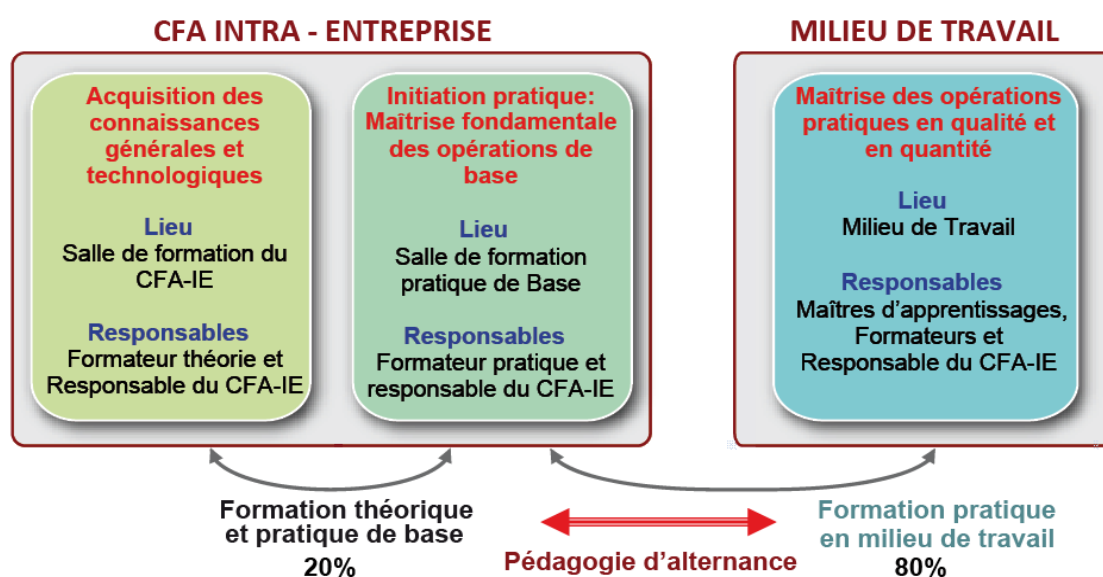 CFA INTRA - ENTREPRISE
Acquisition des
connaissances
générales et
technologiques
Lieu
Salle de formation du
CFA-IE
Responsables
Formateur théorie et
Responsable du CFA-IE
Initiation pratique:
Maîtrise fondamentale
des opérations de
base
Lieu
Salle de formation
pratique de Base
Responsables
Formateur pratique et
responsable du CFA-IE
MILIEU DE TRAVAIL
Maîtrise des opérations
pratiques en qualité et
en quantité
Lieu
Milieu de Travail
Responsables
Maîtres d’apprentissages,
Formateurs et
Responsable du CFA-IE
Formation théorique
et pratique de base
20%
Pédagogie d’alternance
Formation pratique
en milieu de travail
80%